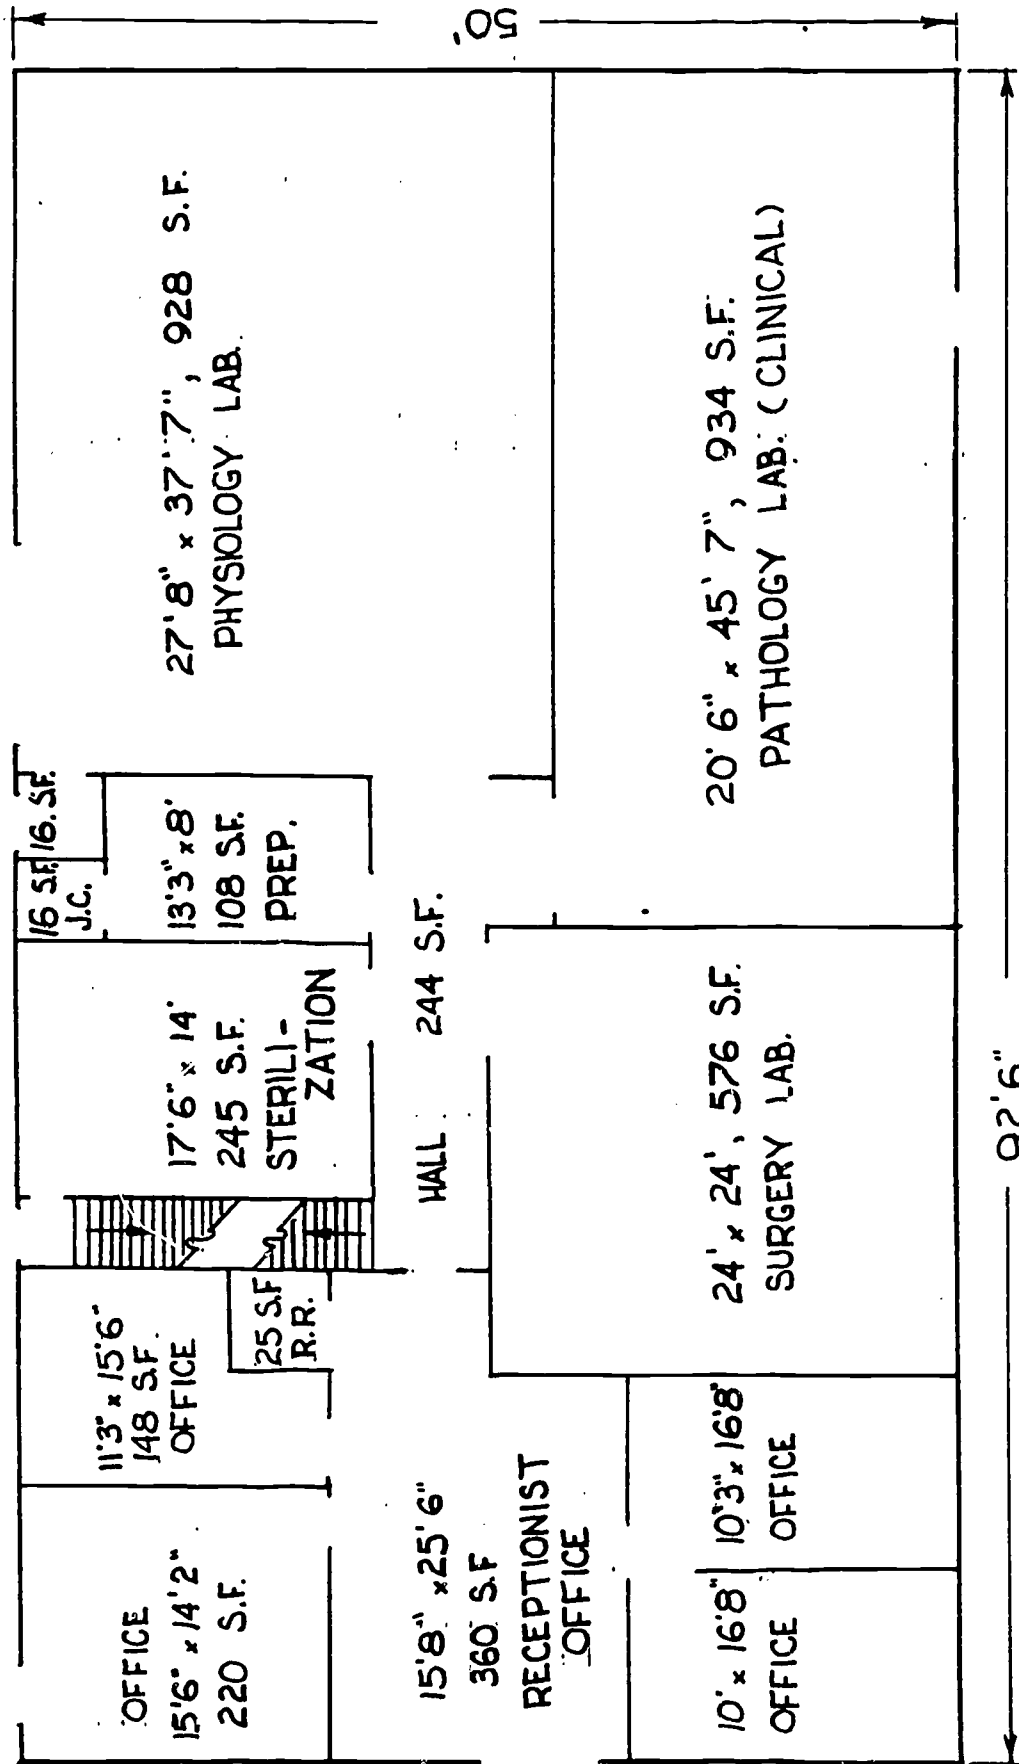 50'
92'6"
OFFICE
15'6" x 14'2"
220 S.F.
11'3" x 15'6"
148 S.F.
OFFICE
25 S.F
R.R.
17'6" x 14'
245 S.F.
STERILI-
ZATION
16 S.F.
J.C.
16. S.F.
13'3" x 8'
108 S.F.
PREP.
27'8" x 37'7", 928 S.F.
PHYSIOLOGY LAB.
15'8" x 25'6"
360 S.F
RECEPTIONIST
OFFICE
HALL 244 S.F.
10' x 16'8"
OFFICE
10'3" x 16'8"
OFFICE
24' x 24', 576 S.F.
SURGERY LAB.
20'6" x 45'7", 934 S.F.
PATHOLOGY LAB. (CLINICAL)